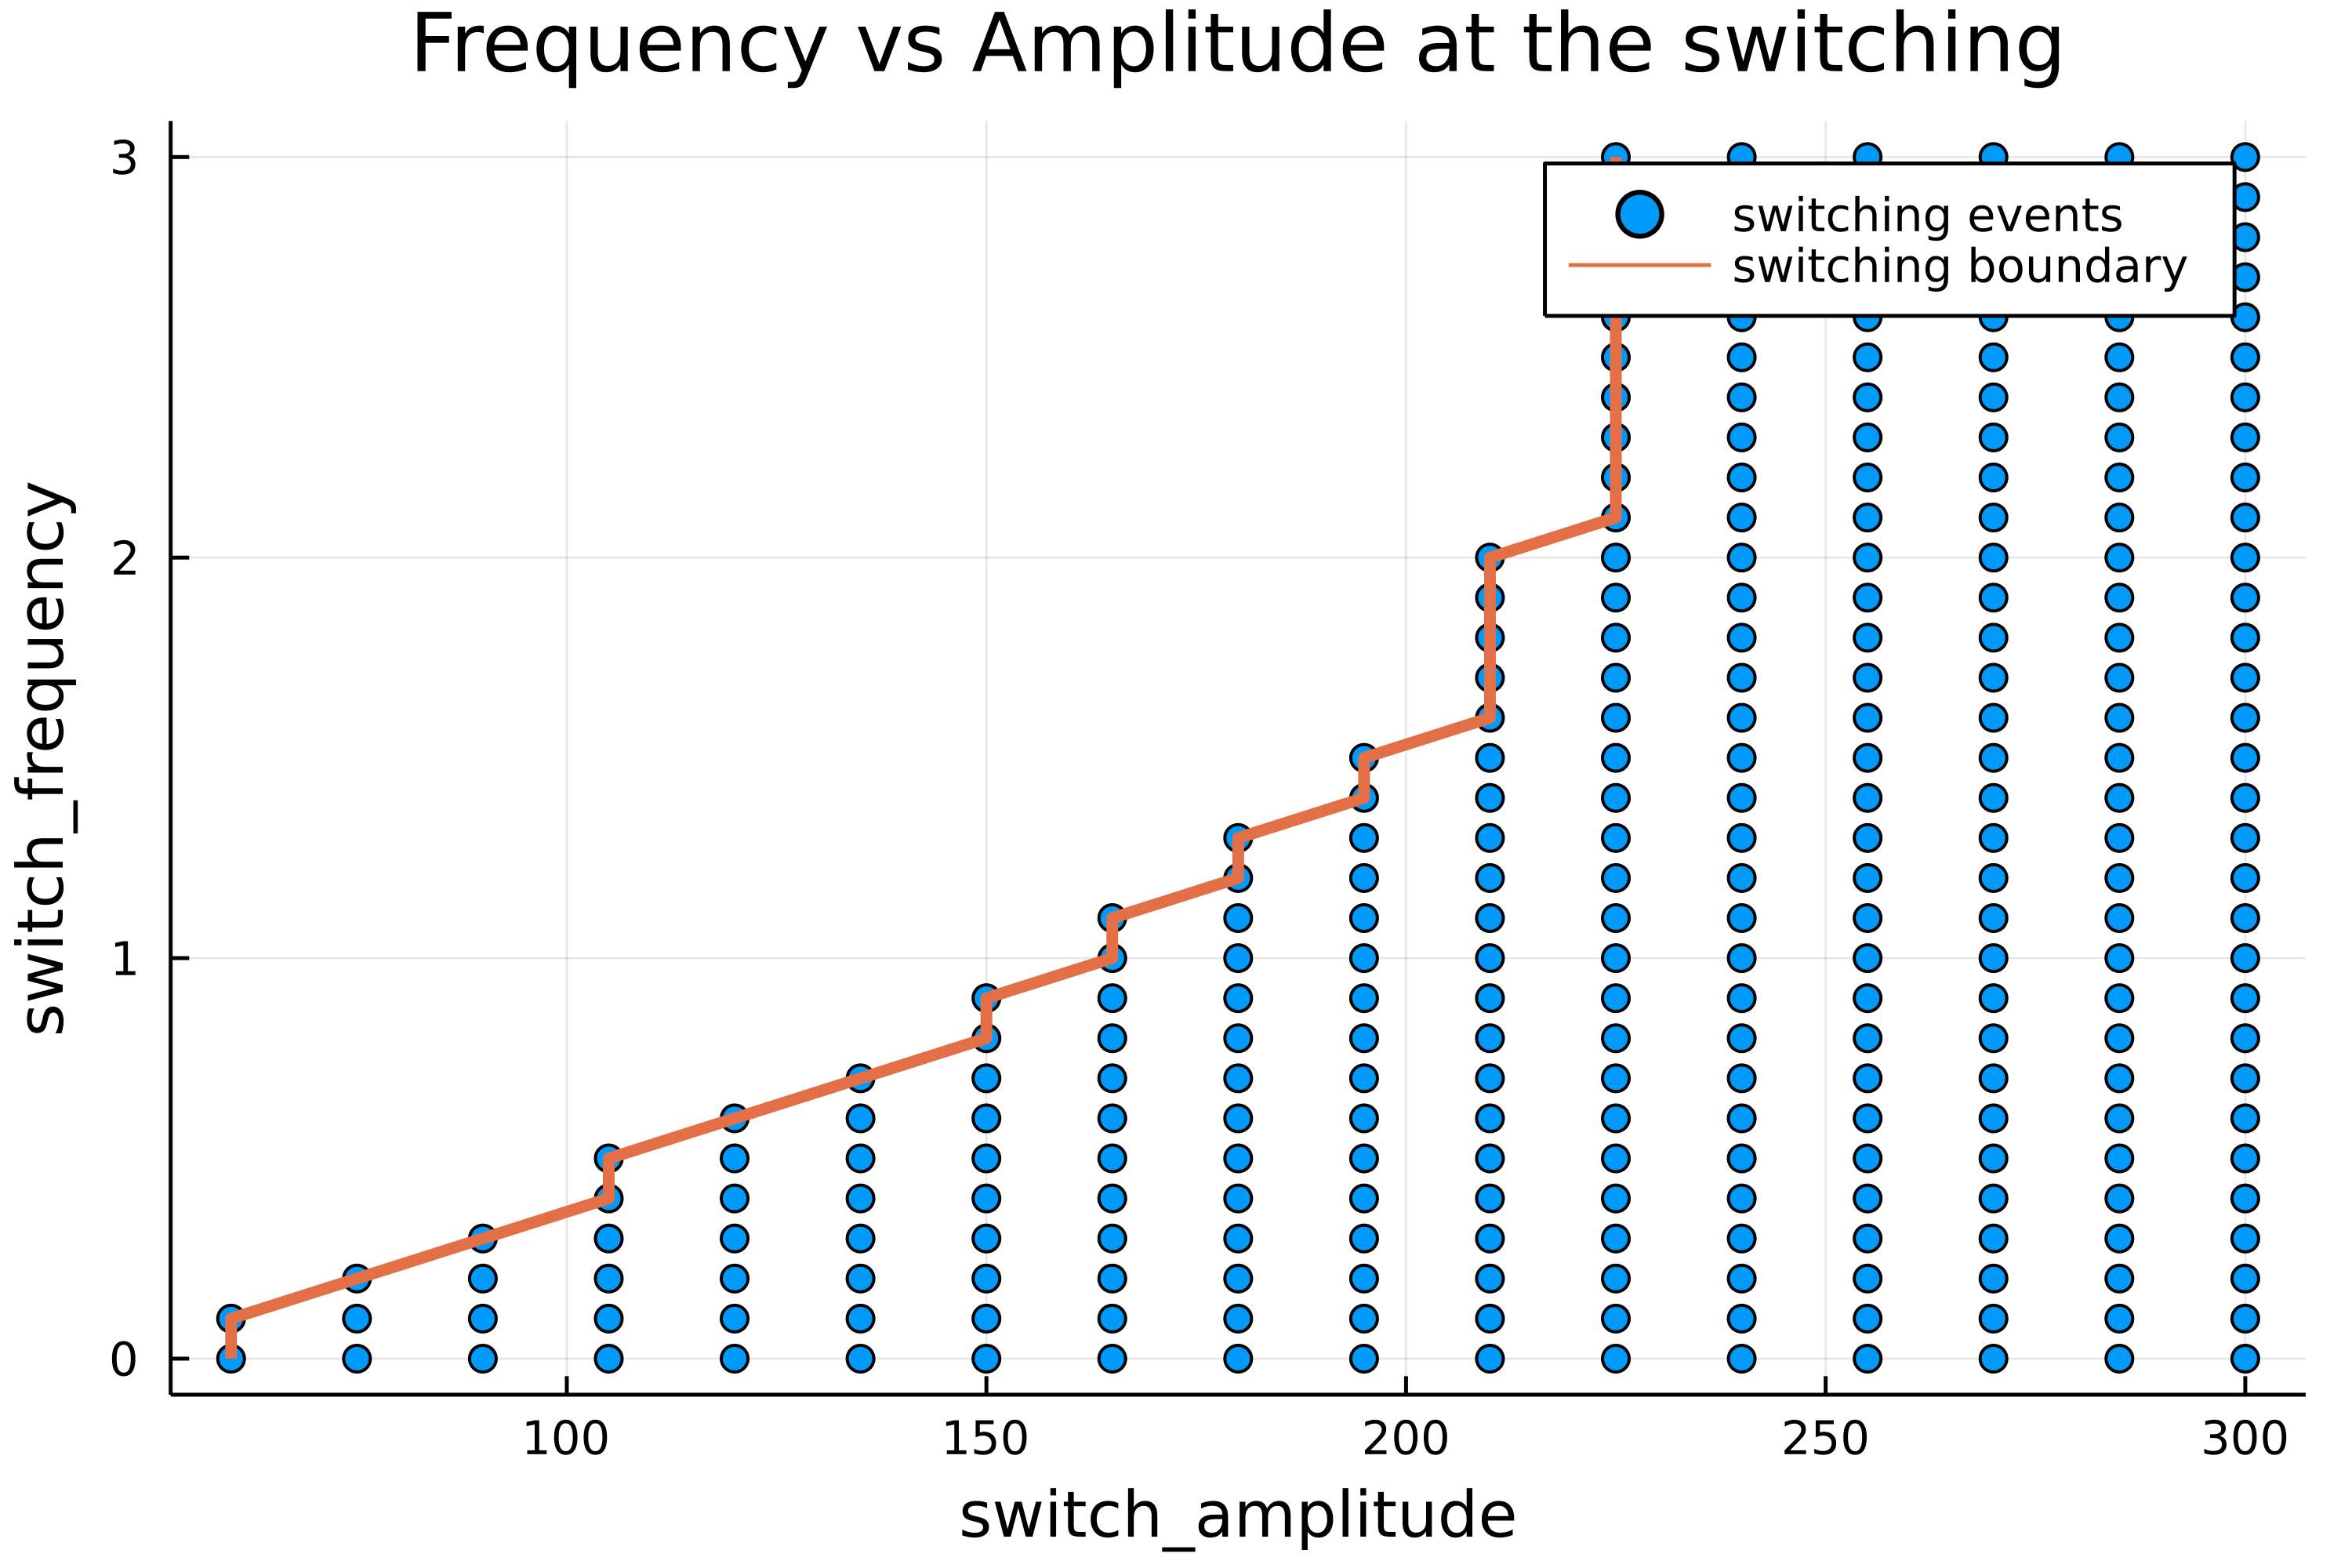 Frequency vs Amplitude at the switching
3
switching events
switching boundary
2
switch_frequency
1
0
100 150 200 250 300
switch_amplitude